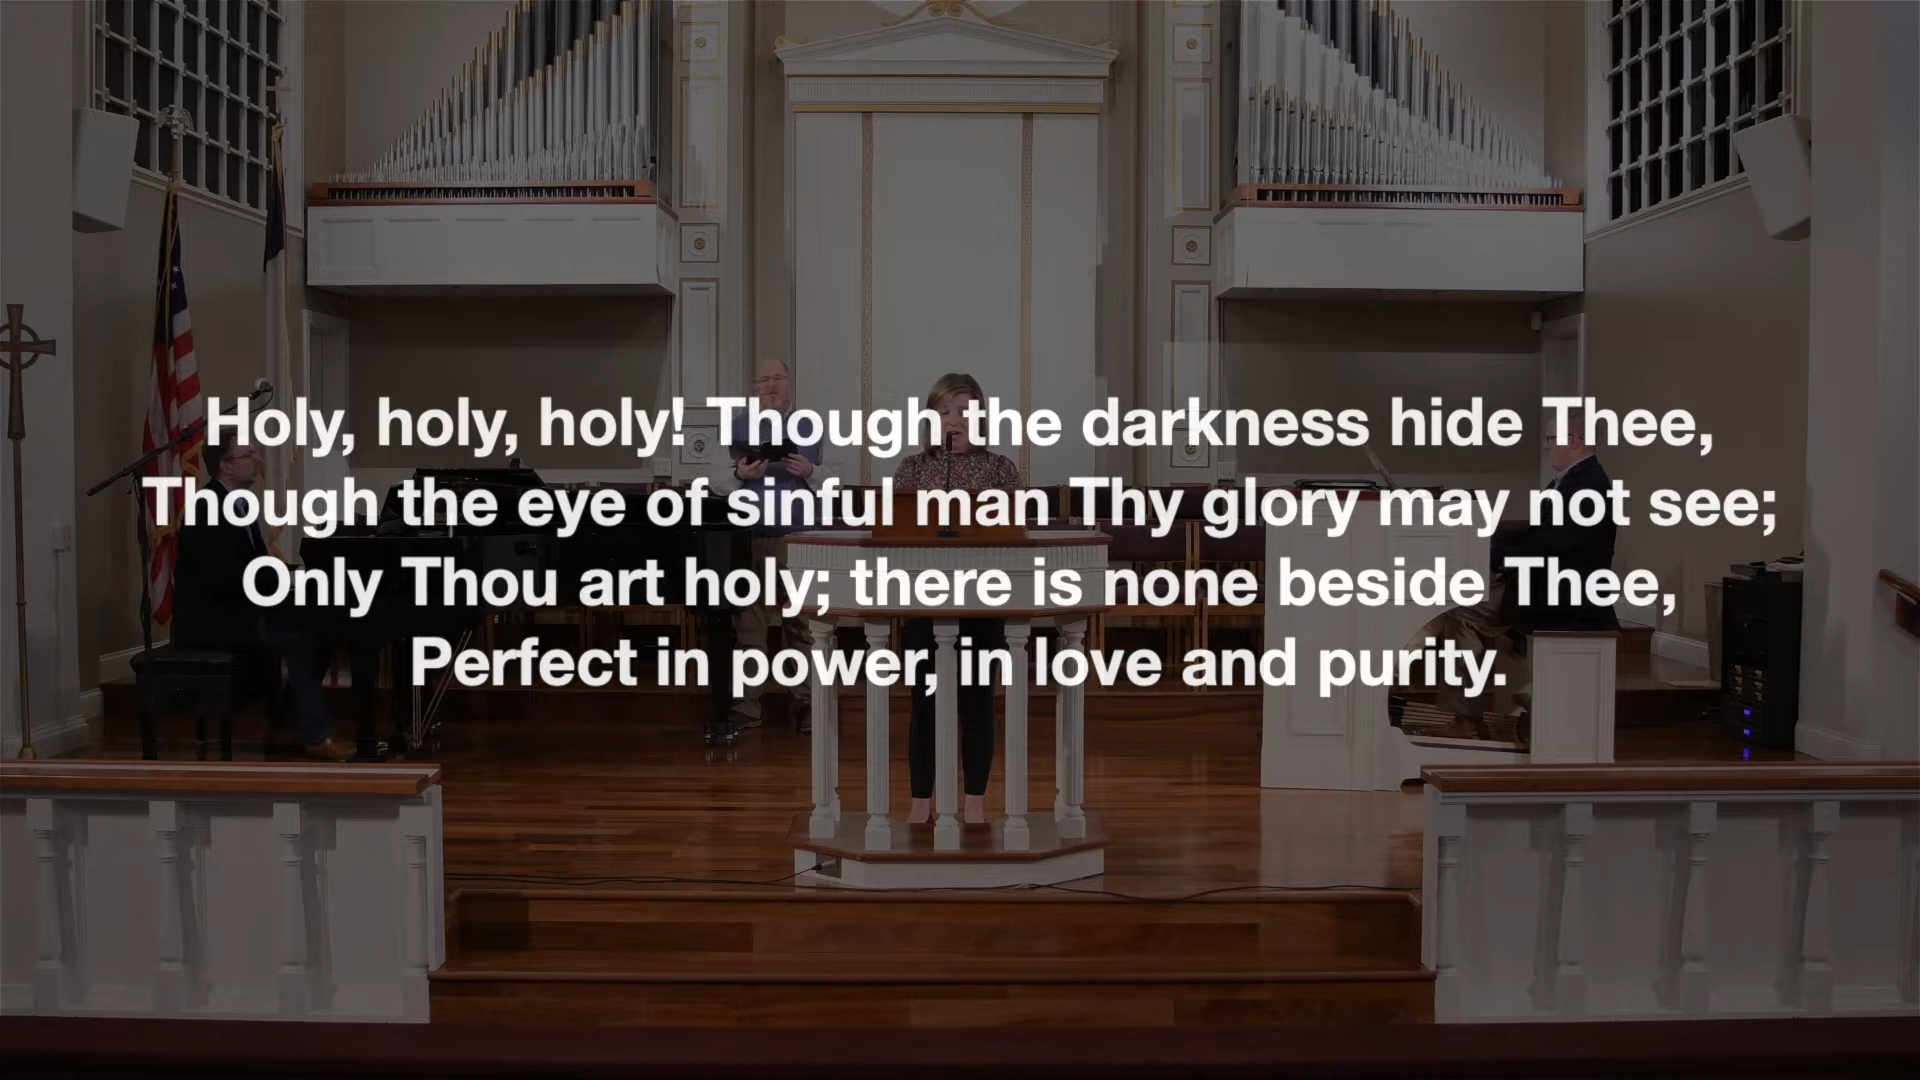 Holy, holy, holy! Though the darkness hide Thee,
Though the eye of sinful man Thy glory may not see;
Only Thou art holy; there is none beside Thee,
Perfect in power, in love and purity.